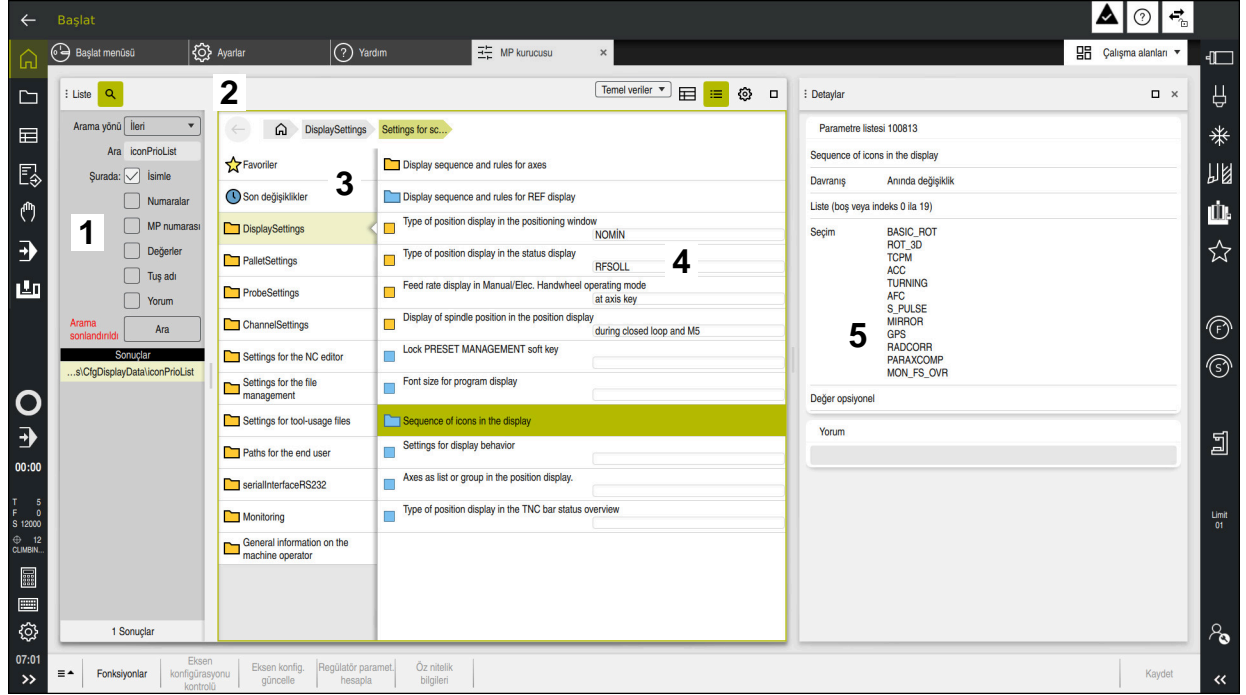 Başlat
Başlat menüsü
Ayarlar
Yardım
MP kurucusu
Çalışma alanları
Liste
2
Temel veriler
Detaylar
Arama yönü
İleri
Ara
iconPrioList
Şurada:
İsimle
Numaralar
MP numarası
Değerler
Tuş adı
Yorum
1
Arama
sonlandırıldı
Ara
Sonuçlar
...s\CfgDisplayData\iconPrioList
1 Sonuçlar
DisplaySettings
Settings for sc...
Favoriler
Son değişiklikler
3
DisplaySettings
PalletSettings
ProbeSettings
ChannelSettings
Settings for the NC editor
Settings for the file
management
Settings for tool-usage files
Paths for the end user
serialInterfaceRS232
Monitoring
General information on the
machine operator
Display sequence and rules for axes
Display sequence and rules for REF display
Type of position display in the positioning window
NOMİN
Type of position display in the status display
RFSOLL
4
Feed rate display in Manual/Elec. Handwheel operating mode
at axis key
Display of spindle position in the position display
during closed loop and M5
Lock PRESET MANAGEMENT soft key
Font size for program display
Sequence of icons in the display
Settings for display behavior
Axes as list or group in the position display.
Type of position display in the TNC bar status overview
Parametre listesi 100813
Sequence of icons in the display
Davranış
Anında değişiklik
Liste (boş veya indeks 0 ila 19)
Seçim
BASIC_ROT
ROT_3D
TCPM
ACC
TURNING
AFC
S_PULSE
MIRROR
GPS
RADCORR
PARAXCOMP
MON_FS_OVR
5
Değer opsiyonel
Yorum
00:00
T 5
F 0
S 12000
12
CLIMBIN...
07:01
F
S
Limit
01
Fonksiyonlar
Eksen
konfigürasyonu
kontrolü
Eksen konfig.
güncelle
Regülatör paramet.
hesapla
Öz nitelik
bilgileri
Kaydet